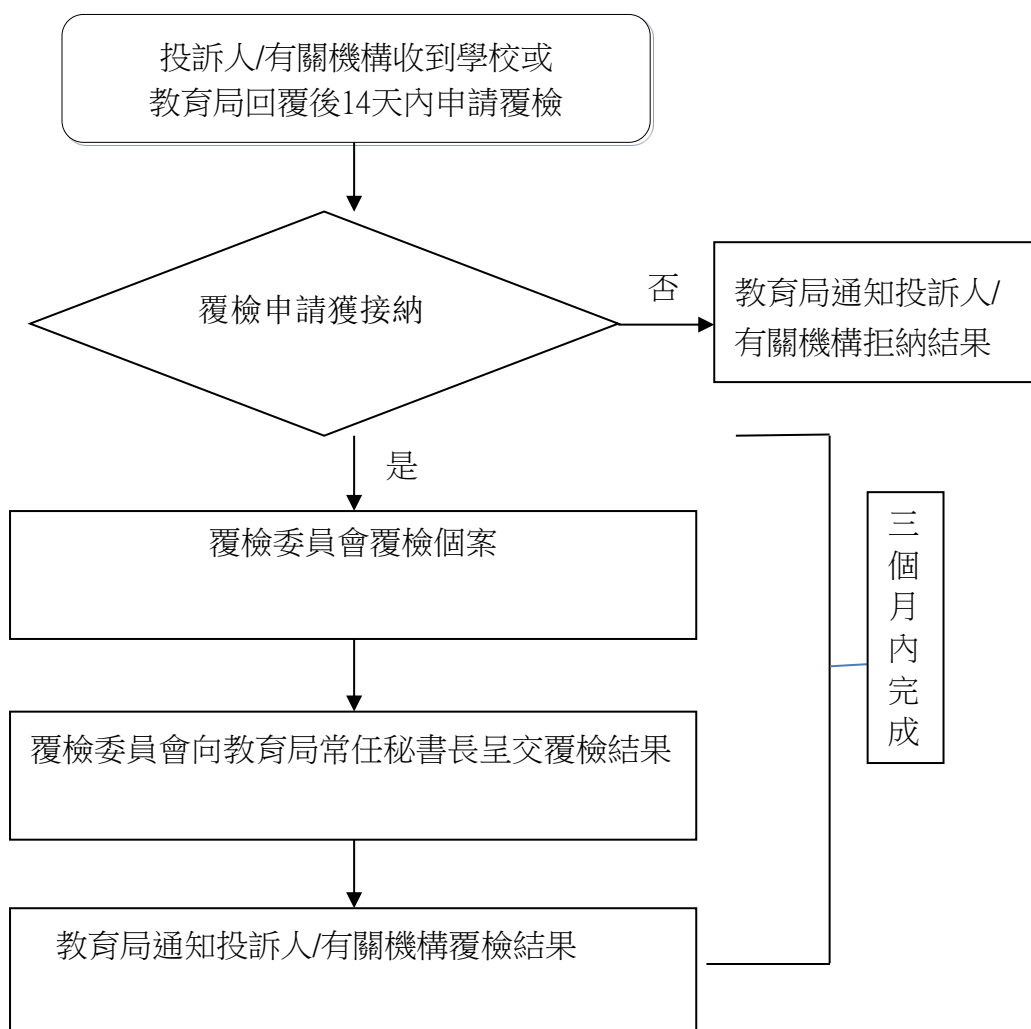 投訴人/有關機構收到學校或
教育局回覆後14天內申請覆檢
覆檢申請獲接納
否
教育局通知投訴人/
有關機構拒納結果
是
覆檢委員會覆檢個案
三個月內完成
覆檢委員會向教育局常任秘書長呈交覆檢結果
教育局通知投訴人/有關機構覆檢結果